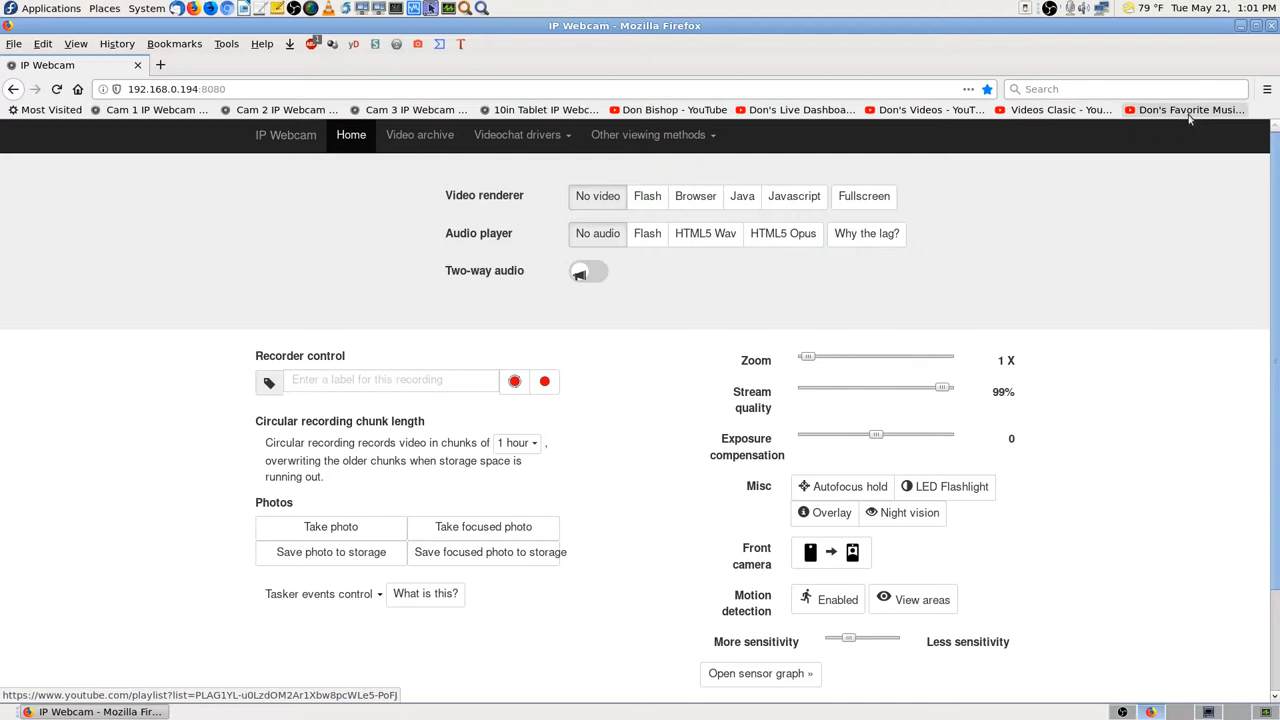 Applications Places System 79 °F Tue May 21, 1:01 PM
IP Webcam - Mozilla Firefox
File Edit View History Bookmarks Tools Help
IP Webcam
192.168.0.194:8080
Search
Most Visited Cam 1 IP Webcam ... Cam 2 IP Webcam ... Cam 3 IP Webcam ... 10in Tablet IP Webc... Don Bishop - YouTube Don's Live Dashboa... Don's Videos - YouT... Videos Clasic - You... Don's Favorite Musi...
IP Webcam Home Video archive Videochat drivers Other viewing methods
Video renderer No video Flash Browser Java Javascript Fullscreen
Audio player No audio Flash HTML5 Wav HTML5 Opus Why the lag?
Two-way audio
Recorder control
Enter a label for this recording
Circular recording chunk length
Circular recording records video in chunks of 1 hour ,
overwriting the older chunks when storage space is
running out.
Photos
Take photo Take focused photo
Save photo to storage Save focused photo to storage
Tasker events control What is this?
Zoom 1 X
Stream
quality 99%
Exposure
compensation 0
Misc Autofocus hold LED Flashlight
Overlay Night vision
Front
camera
Motion
detection Enabled View areas
More sensitivity Less sensitivity
Open sensor graph »
https://www.youtube.com/playlist?list=PLAG1YL-u0LzdOM2Ar1Xbw8pcWLe5-PoFJ
IP Webcam - Mozilla Fir...